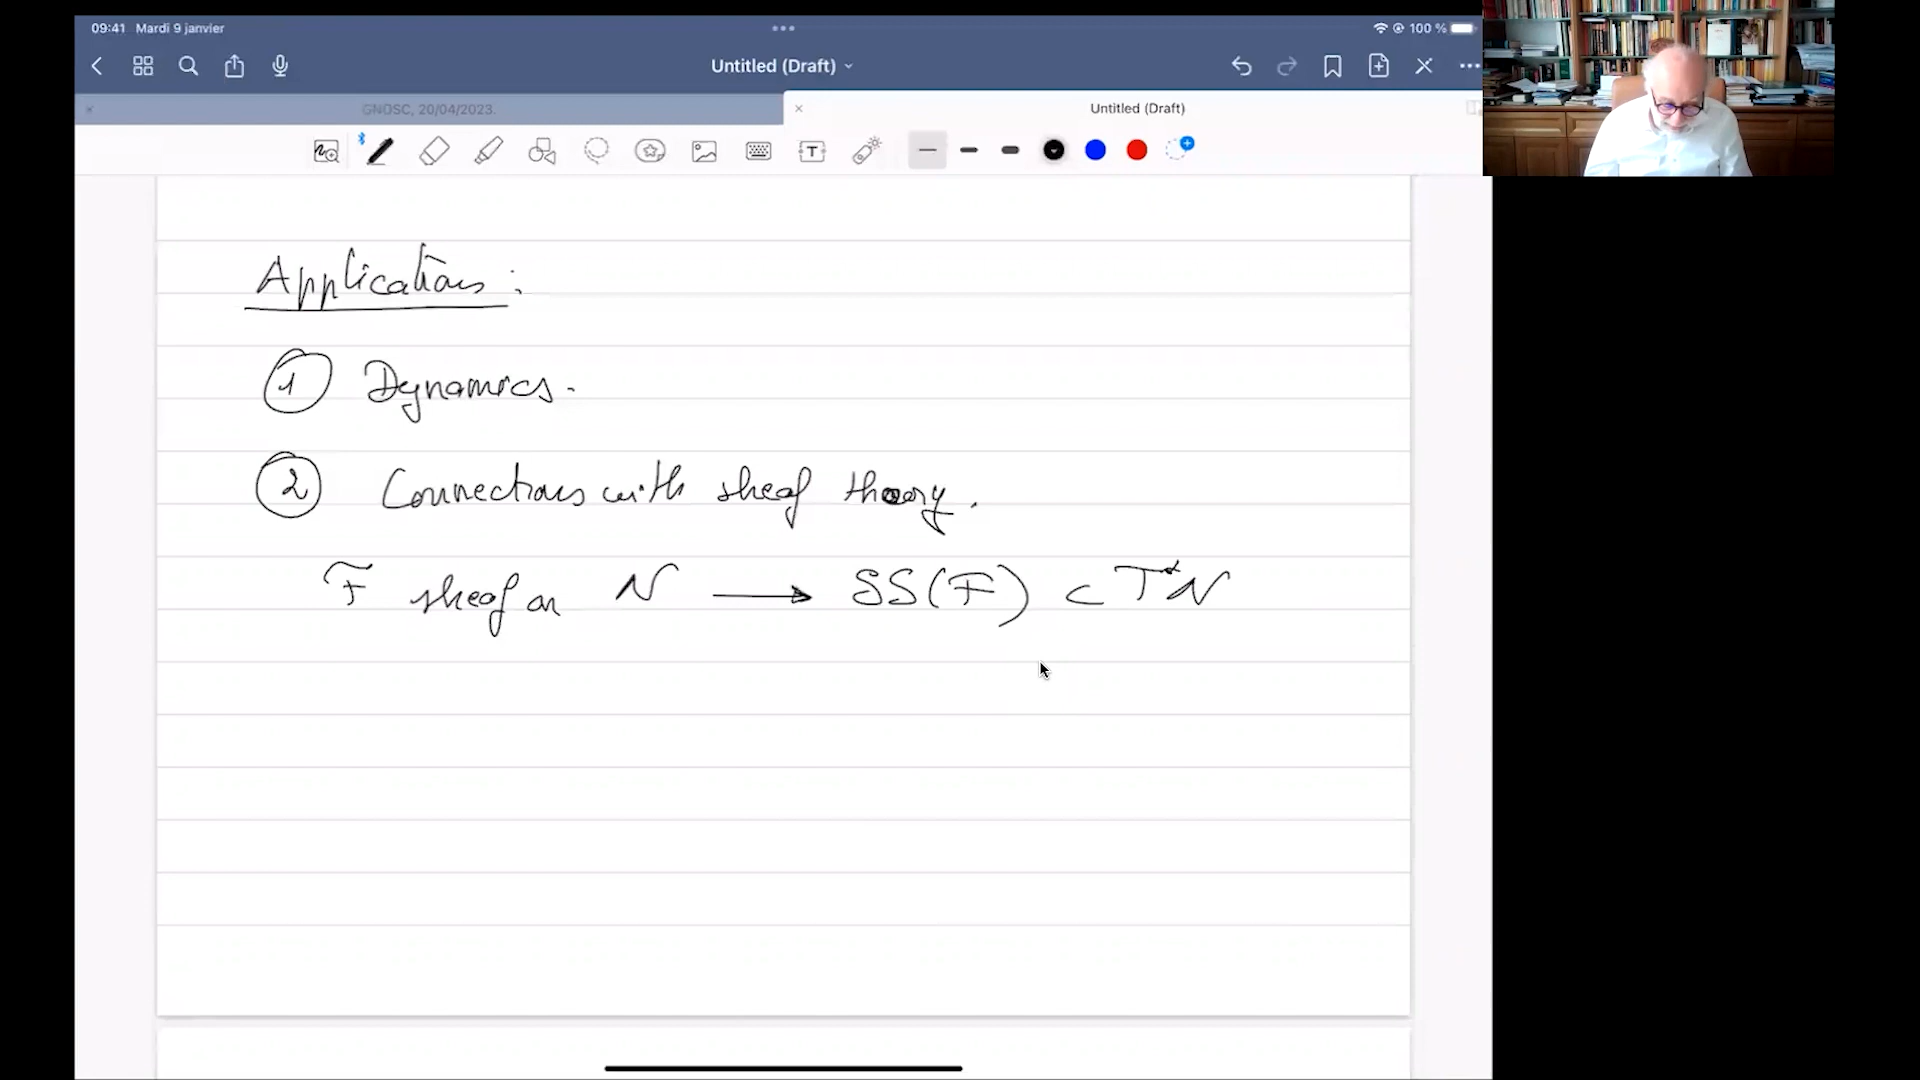 09:41 Mardi 9 janvier
100 %
Untitled (Draft)
GNOSC, 20/04/2023.
Untitled (Draft)
Applications :
1 Dynamics.
2 Connections with sheaf theory.
F sheaf on N → SS(F) ⊂ T*N